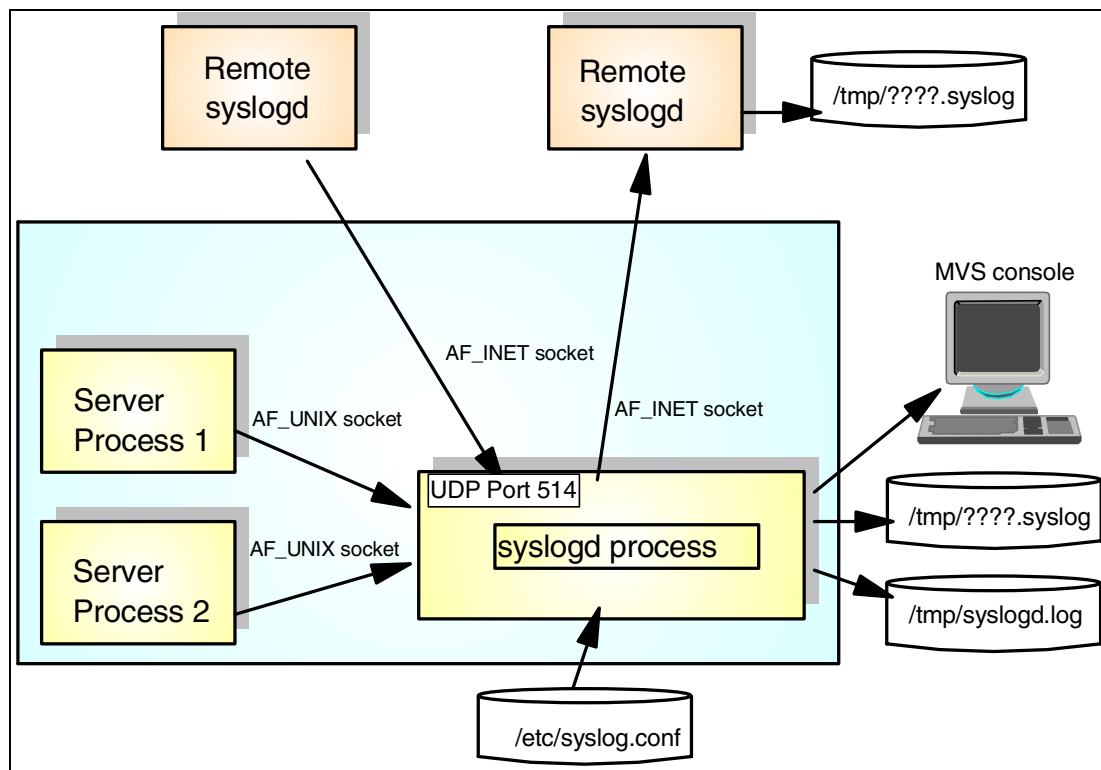 Remote
syslogd
Remote
syslogd
/tmp/????.syslog
MVS console
AF_INET socket
AF_INET socket
Server
Process 1
AF_UNIX socket
UDP Port 514
syslogd process
/tmp/????.syslog
Server
Process 2
AF_UNIX socket
/tmp/syslogd.log
/etc/syslog.conf